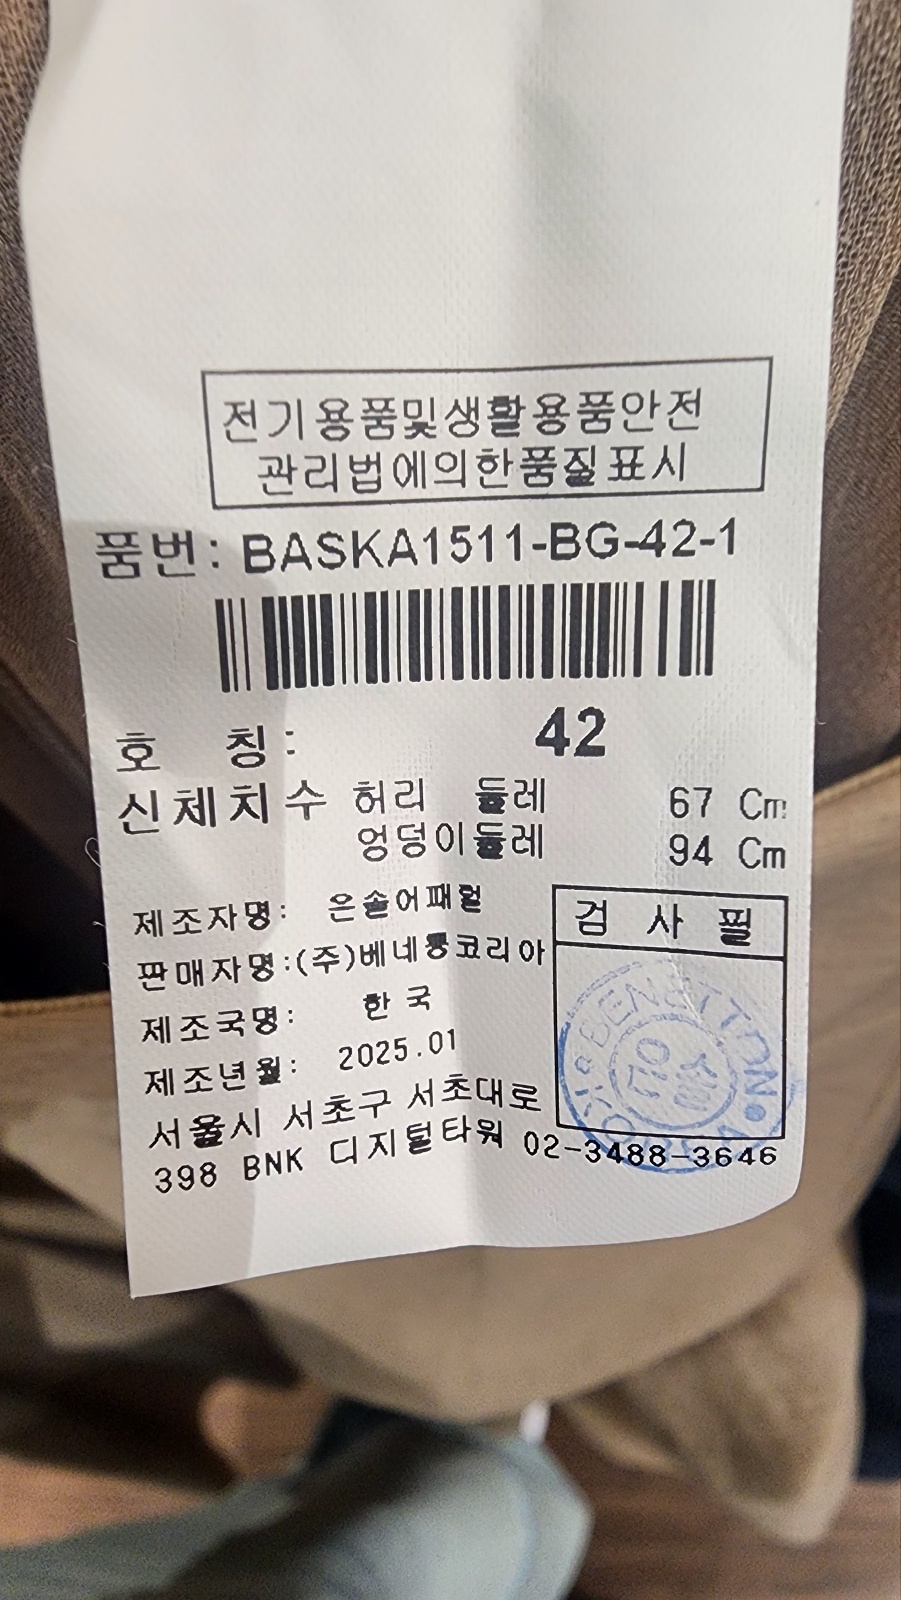 전기용품및생활용품안전
관리법에의한품질표시
품번: BASKA1511-BG-42-1
호 칭: 42
신체치수 허리 둘레 67 Cm
엉덩이둘레 94 Cm
제조자명: 은솔어패럴
판매자명:(주)베네통코리아
제조국명: 한국
제조년월: 2025.01
서울시 서초구 서초대로
398 BNK 디지털타워 02-3488-3646
검 사 필
BENETTON
은솔